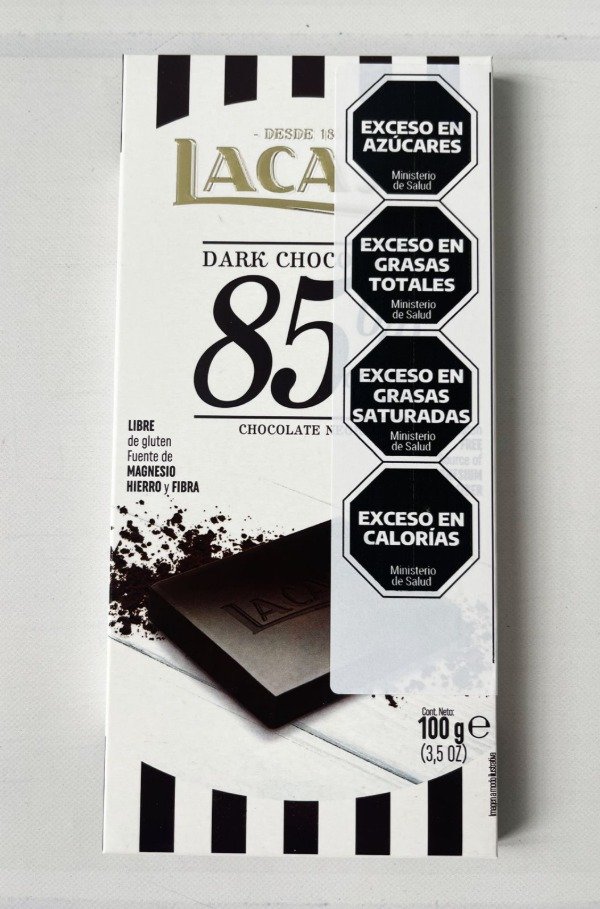 - DESDE 18
LACA
DARK CHOC
85
CHOCOLATE NE
LIBRE
de gluten
Fuente de
MAGNESIO
HIERRO y FIBRA
EXCESO EN
AZÚCARES
Ministerio
de Salud
EXCESO EN
GRASAS
TOTALES
Ministerio
de Salud
EXCESO EN
GRASAS
SATURADAS
Ministerio
de Salud
EXCESO EN
CALORÍAS
Ministerio
de Salud
LACA
Cont. Neto:
100 g e
(3,5 OZ)